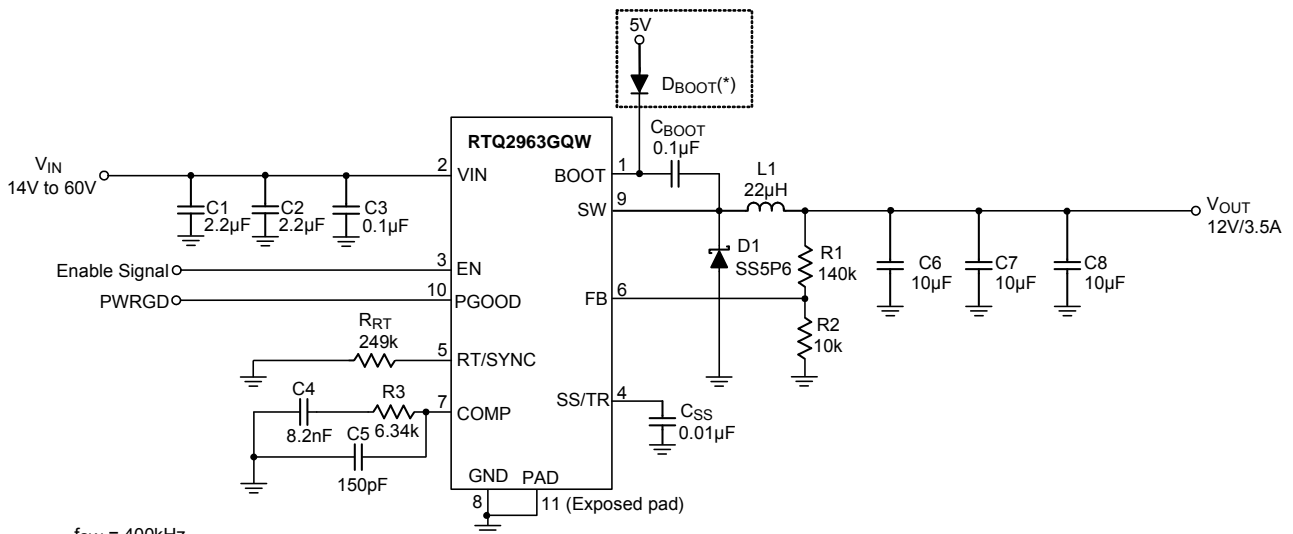 5V
DBOOT(*)
RTQ2963GQW
CBOOT
0.1µF
VIN
14V to 60V
2
VIN
BOOT
1
L1
22µH
C1
2.2µF
C2
2.2µF
C3
0.1µF
SW
9
VOUT
12V/3.5A
D1
SS5P6
R1
140k
C6
10µF
C7
10µF
C8
10µF
Enable Signal
3
EN
PWRGD
10
PGOOD
FB
6
R2
10k
RRT
249k
5
RT/SYNC
C4
8.2nF
R3
6.34k
7
COMP
SS/TR
4
CSS
0.01µF
C5
150pF
GND
PAD
8
11 (Exposed pad)
fSW = 400kHz